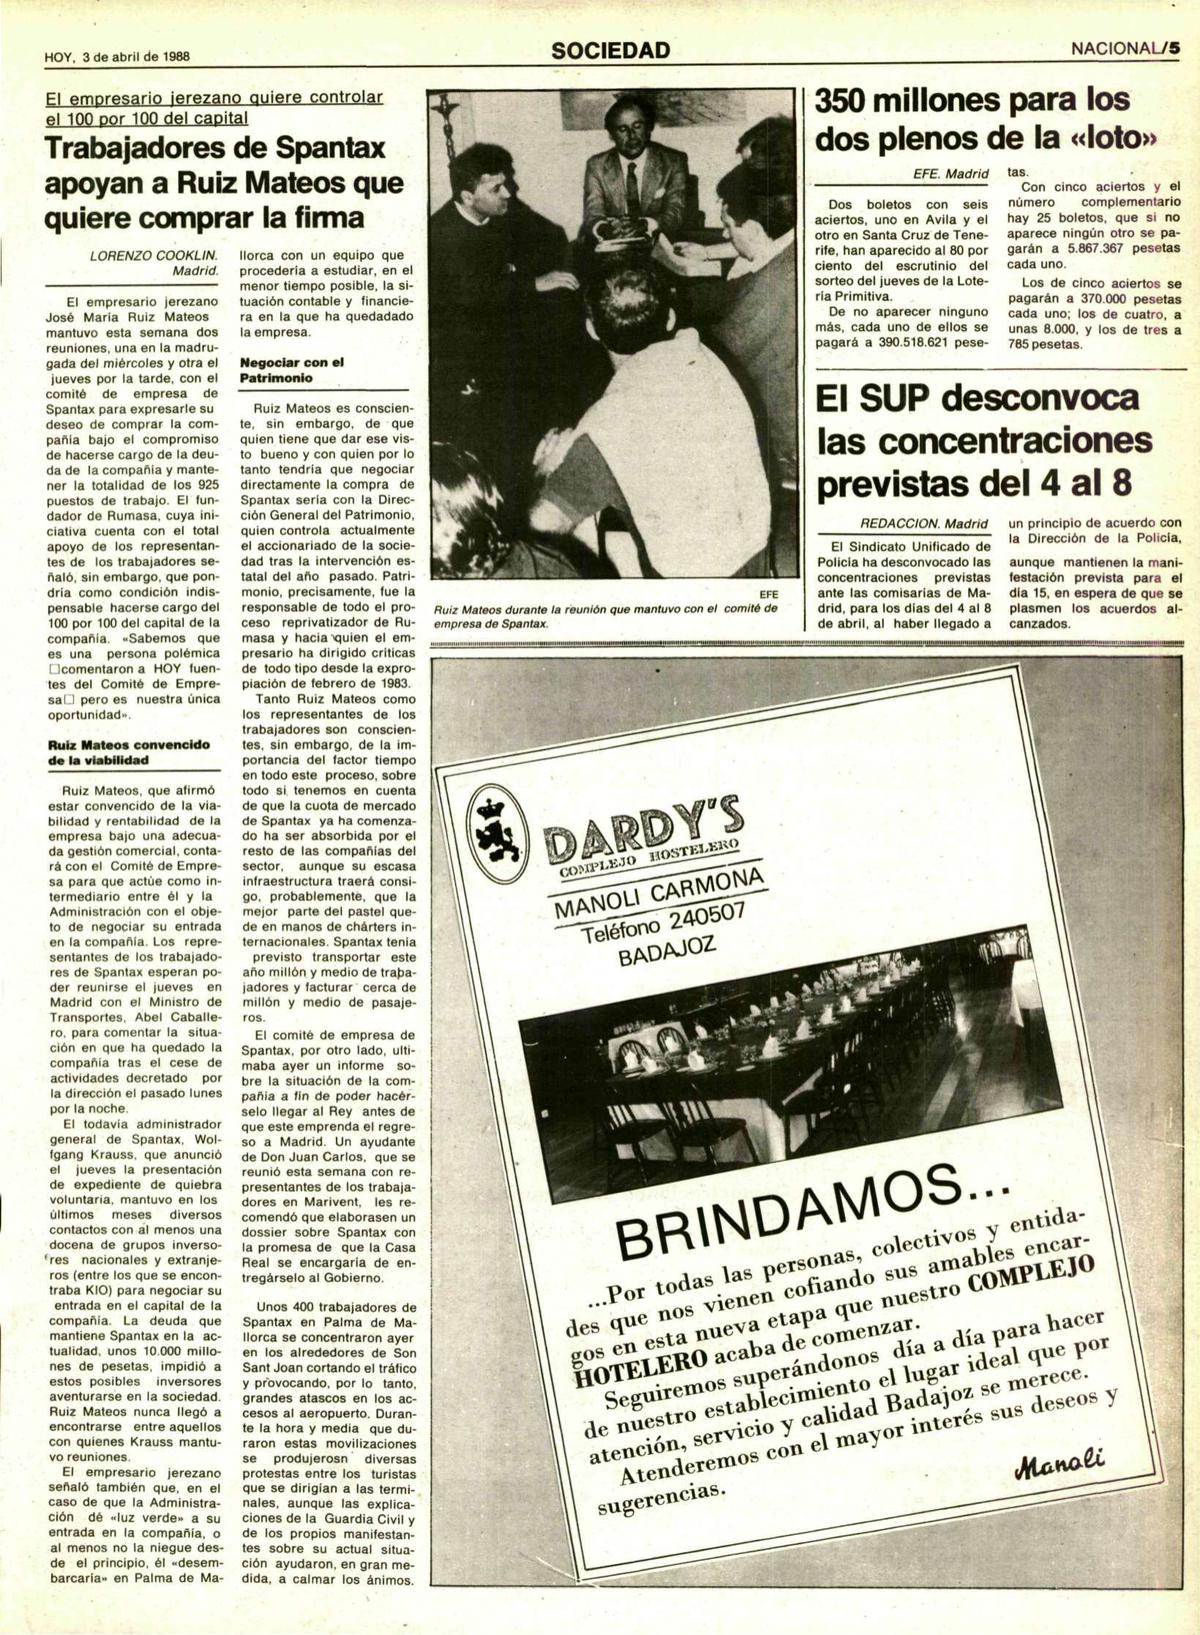 HOY, 3 de abril de 1988
SOCIEDAD
NACIONAL/5
El empresario jerezano quiere controlar
el 100 por 100 del capital
Trabajadores de Spantax
apoyan a Ruiz Mateos que
quiere comprar la firma
LORENZO COOKLIN.
Madrid.
El empresario jerezano
José María Ruiz Mateos
mantuvo esta semana dos
reuniones, una en la madru-
gada del miércoles y otra el
jueves por la tarde, con el
comité de empresa de
Spantax para expresarle su
deseo de comprar la com-
pañía bajo el compromiso
de hacerse cargo de la deu-
da de la compañía y mante-
ner la totalidad de los 925
puestos de trabajo. El fun-
dador de Rumasa, cuya ini-
ciativa cuenta con el total
apoyo de los representan-
tes de los trabajadores se-
ñaló, sin embargo, que pon-
dría como condición indis-
pensable hacerse cargo del
100 por 100 del capital de la
compañía. «Sabemos que
es una persona polémica
□comentaron a HOY fuen-
tes del Comité de Empre-
sa□ pero es nuestra única
oportunidad».
Ruiz Mateos convencido
de la viabilidad
Ruiz Mateos, que afirmó
estar convencido de la via-
bilidad y rentabilidad de la
empresa bajo una adecua-
da gestión comercial, conta-
rá con el Comité de Empre-
sa para que actúe como in-
termediario entre él y la
Administración con el obje-
to de negociar su entrada
en la compañía. Los repre-
sentantes de los trabajado-
res de Spantax esperan po-
der reunirse el jueves en
Madrid con el Ministro de
Transportes, Abel Caballe-
ro, para comentar la situa-
ción en que ha quedado la
compañía tras el cese de
actividades decretado por
la dirección el pasado lunes
por la noche.
El todavía administrador
general de Spantax, Wol-
fgang Krauss, que anunció
el jueves la presentación
de expediente de quiebra
voluntaria, mantuvo en los
últimos meses diversos
contactos con al menos una
docena de grupos inverso-
res nacionales y extranje-
ros (entre los que se encon-
traba KIO) para negociar su
entrada en el capital de la
compañía. La deuda que
mantiene Spantax en la ac-
tualidad, unos 10.000 millo-
nes de pesetas, impidió a
estos posibles inversores
aventurarse en la sociedad.
Ruiz Mateos nunca llegó a
encontrarse entre aquellos
con quienes Krauss mantu-
vo reuniones.
El empresario jerezano
señaló también que, en el
caso de que la Administra-
ción dé «luz verde» a su
entrada en la compañía, o
al menos no la niegue des-
de el principio, él «desem-
barcaría» en Palma de Ma-
llorca con un equipo que
procedería a estudiar, en el
menor tiempo posible, la si-
tuación contable y financie-
ra en la que ha quedadado
la empresa.
Negociar con el
Patrimonio
Ruiz Mateos es conscien-
te, sin embargo, de que
quien tiene que dar ese vis-
to bueno y con quien por lo
tanto tendría que negociar
directamente la compra de
Spantax sería con la Direc-
ción General del Patrimonio,
quien controla actualmente
el accionariado de la socie-
dad tras la intervención es-
tatal del año pasado. Patri-
monio, precisamente, fue la
responsable de todo el pro-
ceso reprivatizador de Ru-
masa y hacia quien el em-
presario ha dirigido críticas
de todo tipo desde la expro-
piación de febrero de 1983.
Tanto Ruiz Mateos como
los representantes de los
trabajadores son conscien-
tes, sin embargo, de la im-
portancia del factor tiempo
en todo este proceso, sobre
todo si tenemos en cuenta
de que la cuota de mercado
de Spantax ya ha comenza-
do ha ser absorbida por el
resto de las compañías del
sector, aunque su escasa
infraestructura traerá consi-
go, probablemente, que la
mejor parte del pastel que-
de en manos de chárters in-
ternacionales. Spantax tenía
previsto transportar este
año millón y medio de traba-
jadores y facturar cerca de
millón y medio de pasaje-
ros.
El comité de empresa de
Spantax, por otro lado, ulti-
maba ayer un informe so-
bre la situación de la com-
pañía a fin de poder hacér-
selo llegar al Rey antes de
que este emprenda el regre-
so a Madrid. Un ayudante
de Don Juan Carlos, que se
reunió esta semana con re-
presentantes de los trabaja-
dores en Marivent, les re-
comendó que elaborasen un
dossier sobre Spantax con
la promesa de que la Casa
Real se encargaría de en-
tregárselo al Gobierno.
Unos 400 trabajadores de
Spantax en Palma de Ma-
llorca se concentraron ayer
en los alrededores de Son
Sant Joan cortando el tráfico
y provocando, por lo tanto,
grandes atascos en los ac-
cesos al aeropuerto. Duran-
te la hora y media que du-
raron estas movilizaciones
se produjerosn diversas
protestas entre los turistas
que se dirigían a las termi-
nales, aunque las explica-
ciones de la Guardia Civil y
de los propios manifestan-
tes sobre su actual situa-
ción ayudaron, en gran me-
dida, a calmar los ánimos.
EFE
Ruiz Mateos durante la reunión que mantuvo con el comité de
empresa de Spantax.
350 millones para los
dos plenos de la «loto»
EFE. Madrid
Dos boletos con seis
aciertos, uno en Avila y el
otro en Santa Cruz de Tene-
rife, han aparecido al 80 por
ciento del escrutinio del
sorteo del jueves de la Lote-
ría Primitiva.
De no aparecer ninguno
más, cada uno de ellos se
pagará a 390.518.621 pese-
tas.
Con cinco aciertos y el
número complementario
hay 25 boletos, que si no
aparece ningún otro se pa-
garán a 5.867.367 pesetas
cada uno.
Los de cinco aciertos se
pagarán a 370.000 pesetas
cada uno; los de cuatro, a
unas 8.000, y los de tres a
785 pesetas.
El SUP desconvoca
las concentraciones
previstas del 4 al 8
REDACCION. Madrid
El Sindicato Unificado de
Policía ha desconvocado las
concentraciones previstas
ante las comisarías de Ma-
drid, para los días del 4 al 8
de abril, al haber llegado a
un principio de acuerdo con
la Dirección de la Policía,
aunque mantienen la mani-
festación prevista para el
día 15, en espera de que se
plasmen los acuerdos al-
canzados.
DARDY'S
COMPLEJO HOSTELERO
MANOLI CARMONA
Teléfono 240507
BADAJOZ
BRINDAMOS...
...Por todas las personas, colectivos y entida-
des que nos vienen cofiando sus amables encar-
gos en esta nueva etapa que nuestro COMPLEJO
HOTELERO acaba de comenzar.
Seguiremos superándonos día a día para hacer
de nuestro establecimiento el lugar ideal que por
atención, servicio y calidad Badajoz se merece.
Atenderemos con el mayor interés sus deseos y
sugerencias.
Manoli